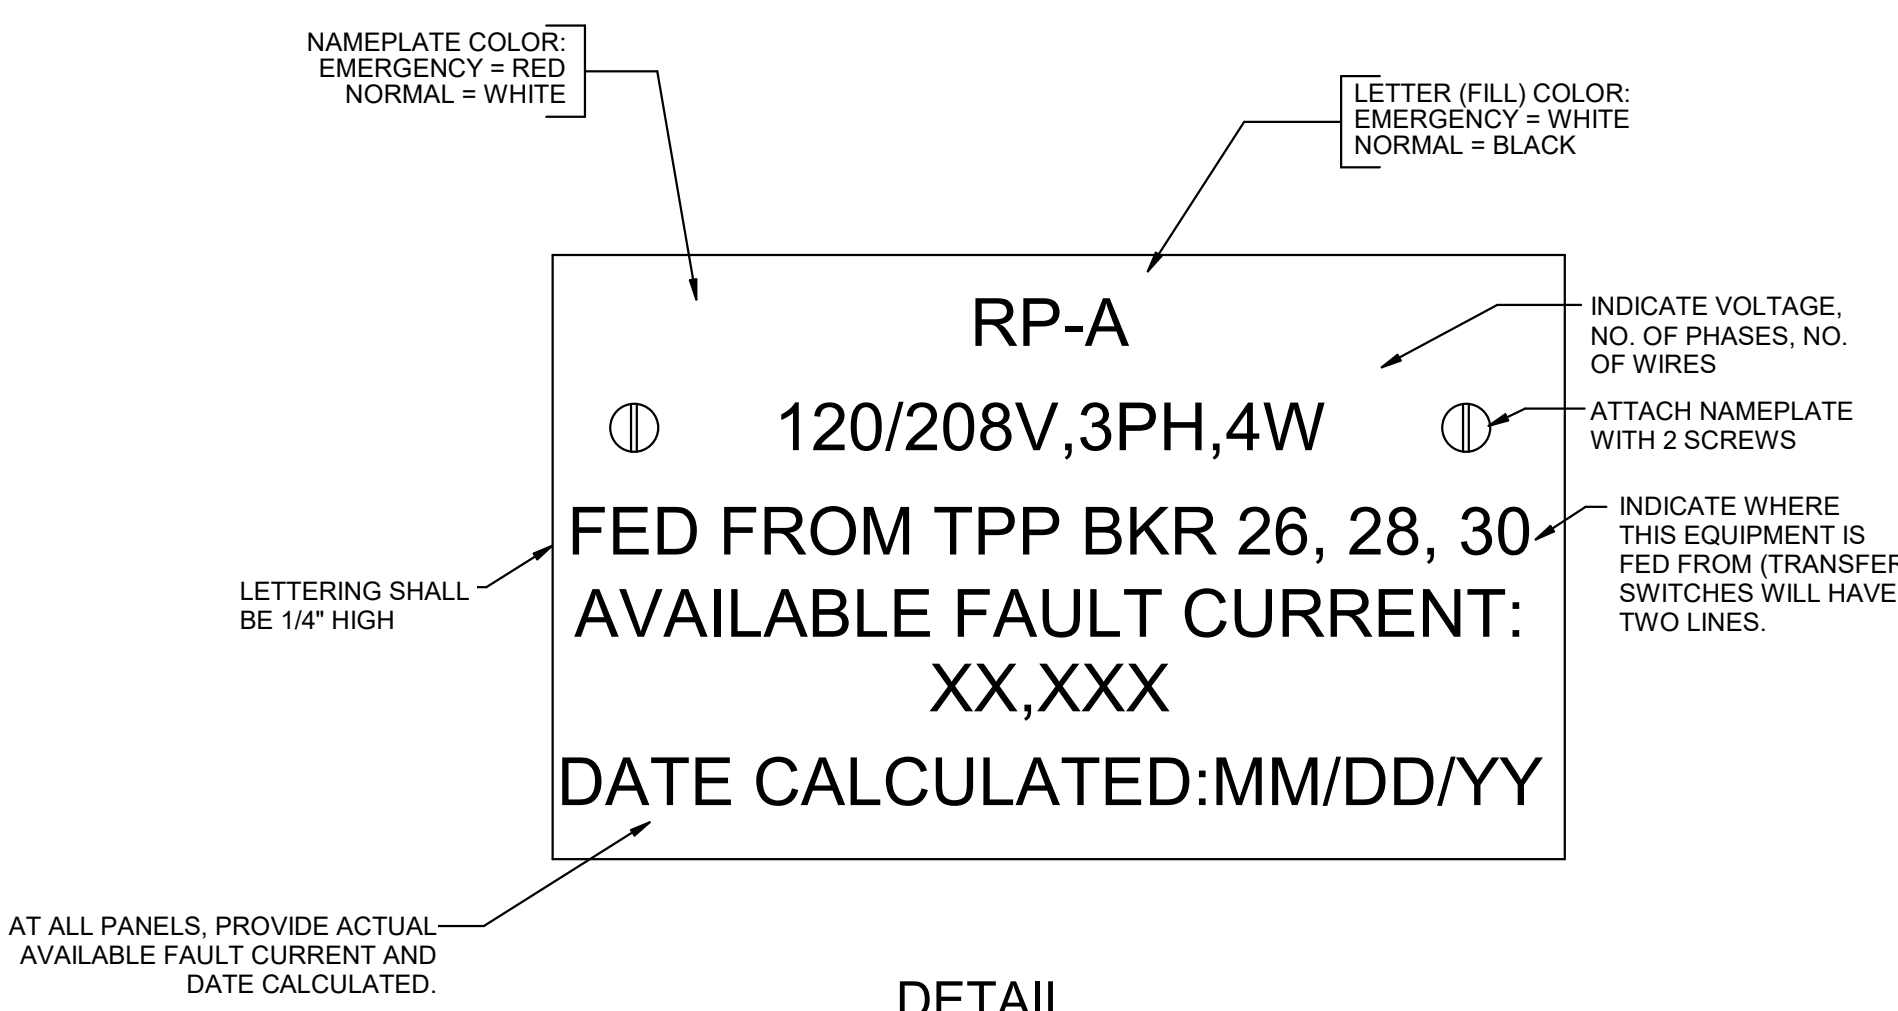 NAMEPLATE COLOR:
EMERGENCY = RED
NORMAL = WHITE
LETTER (FILL) COLOR:
EMERGENCY = WHITE
NORMAL = BLACK
RP-A
120/208V,3PH,4W
FED FROM TPP BKR 26, 28, 30
AVAILABLE FAULT CURRENT:
XX,XXX
DATE CALCULATED:MM/DD/YY
INDICATE VOLTAGE,
NO. OF PHASES, NO.
OF WIRES
ATTACH NAMEPLATE
WITH 2 SCREWS
INDICATE WHERE
THIS EQUIPMENT IS
FED FROM (TRANSFER
SWITCHES WILL HAVE
TWO LINES.
LETTERING SHALL
BE 1/4" HIGH
AT ALL PANELS, PROVIDE ACTUAL
AVAILABLE FAULT CURRENT AND
DATE CALCULATED.
DETAIL